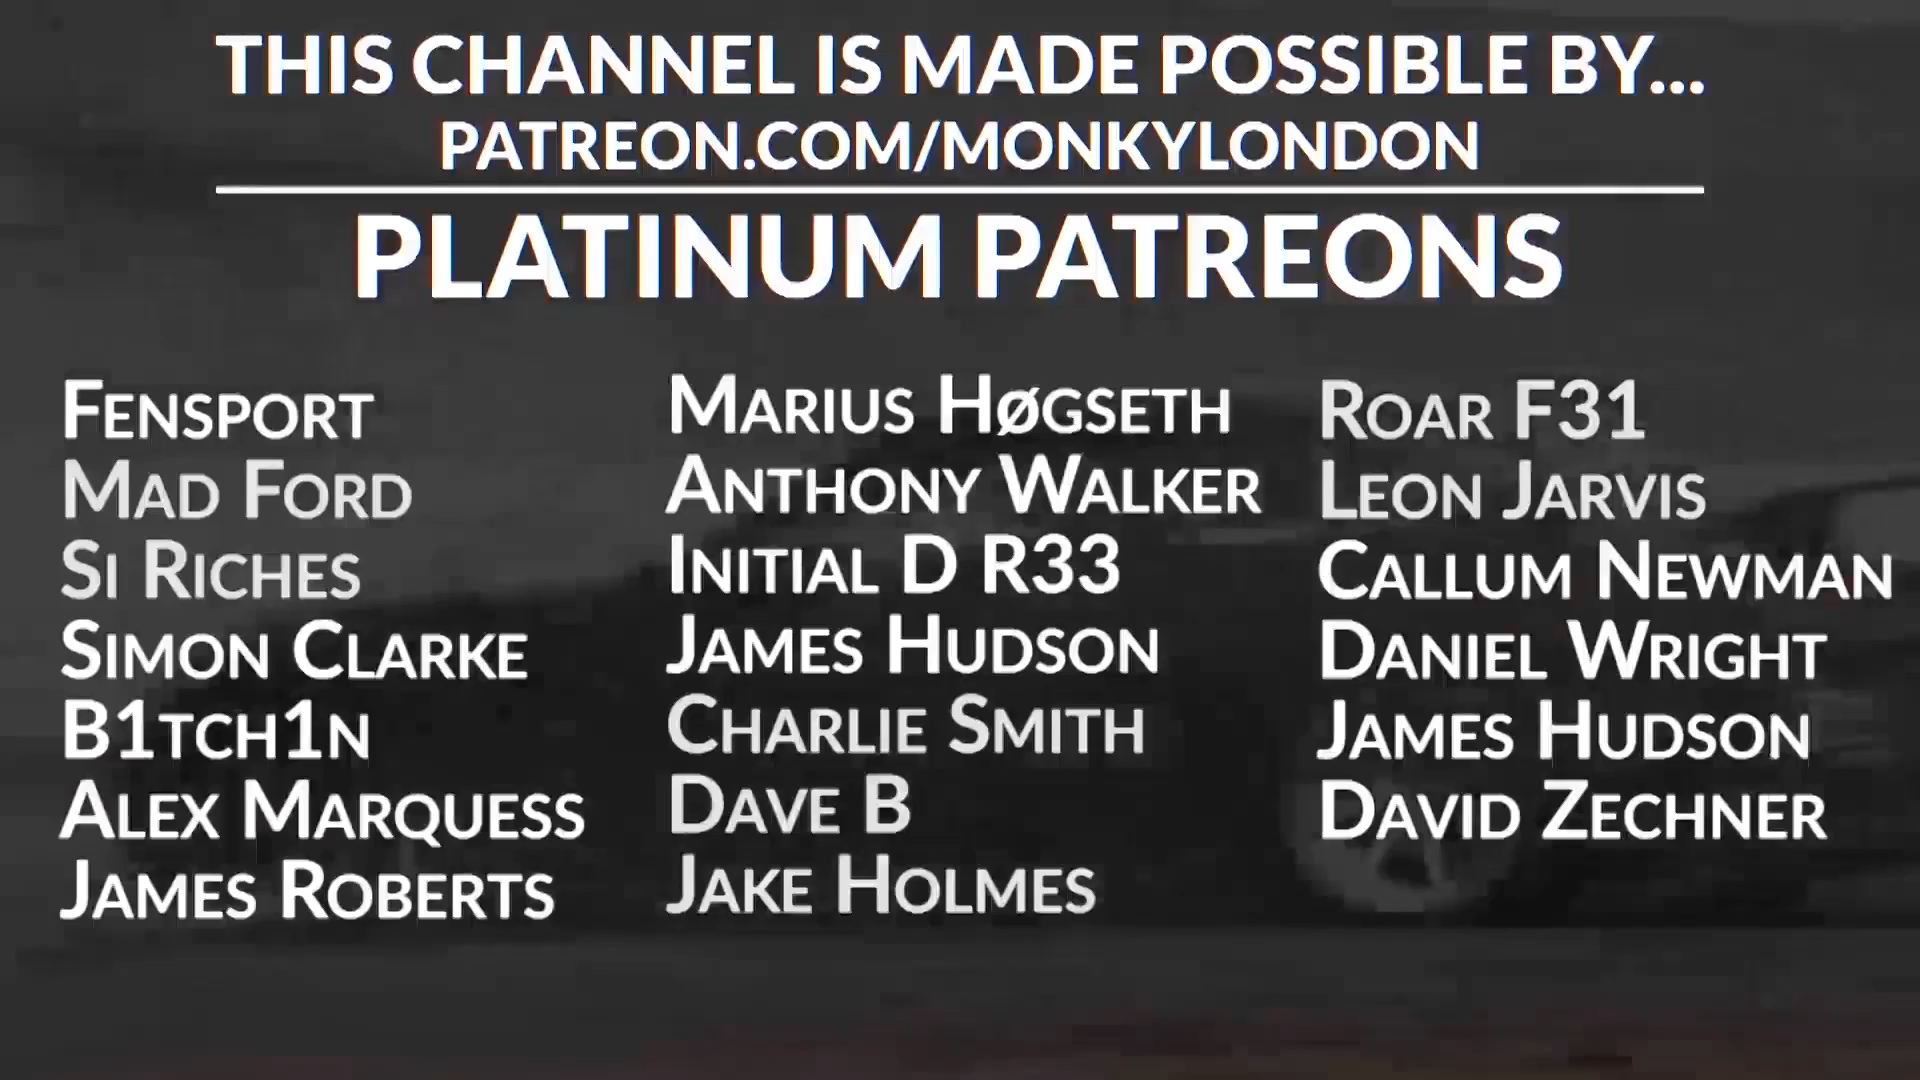 THIS CHANNEL IS MADE POSSIBLE BY...
PATREON.COM/MONKYLONDON
PLATINUM PATREONS
FENSPORT
MAD FORD
SI RICHES
SIMON CLARKE
B1TCH1N
ALEX MARQUESS
JAMES ROBERTS
MARIUS HØGSETH
ANTHONY WALKER
INITIAL D R33
JAMES HUDSON
CHARLIE SMITH
DAVE B
JAKE HOLMES
ROAR F31
LEON JARVIS
CALLUM NEWMAN
DANIEL WRIGHT
JAMES HUDSON
DAVID ZECHNER